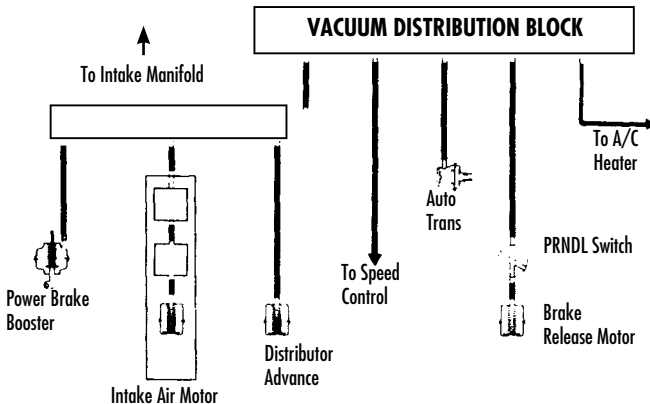 VACUUM DISTRIBUTION BLOCK
To Intake Manifold
To A/C
Heater
Auto
Trans
PRNDL Switch
To Speed
Control
Power Brake
Booster
Brake
Release Motor
Distributor
Advance
Intake Air Motor